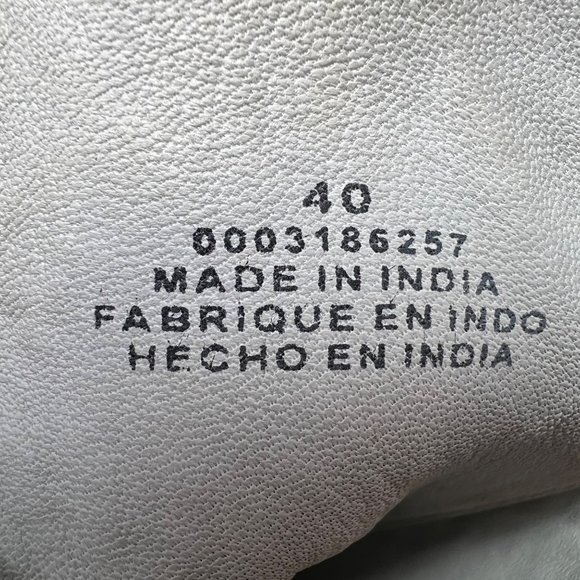 40
0003186257
MADE IN INDIA
FABRIQUE EN INDO
HECHO EN INDIA